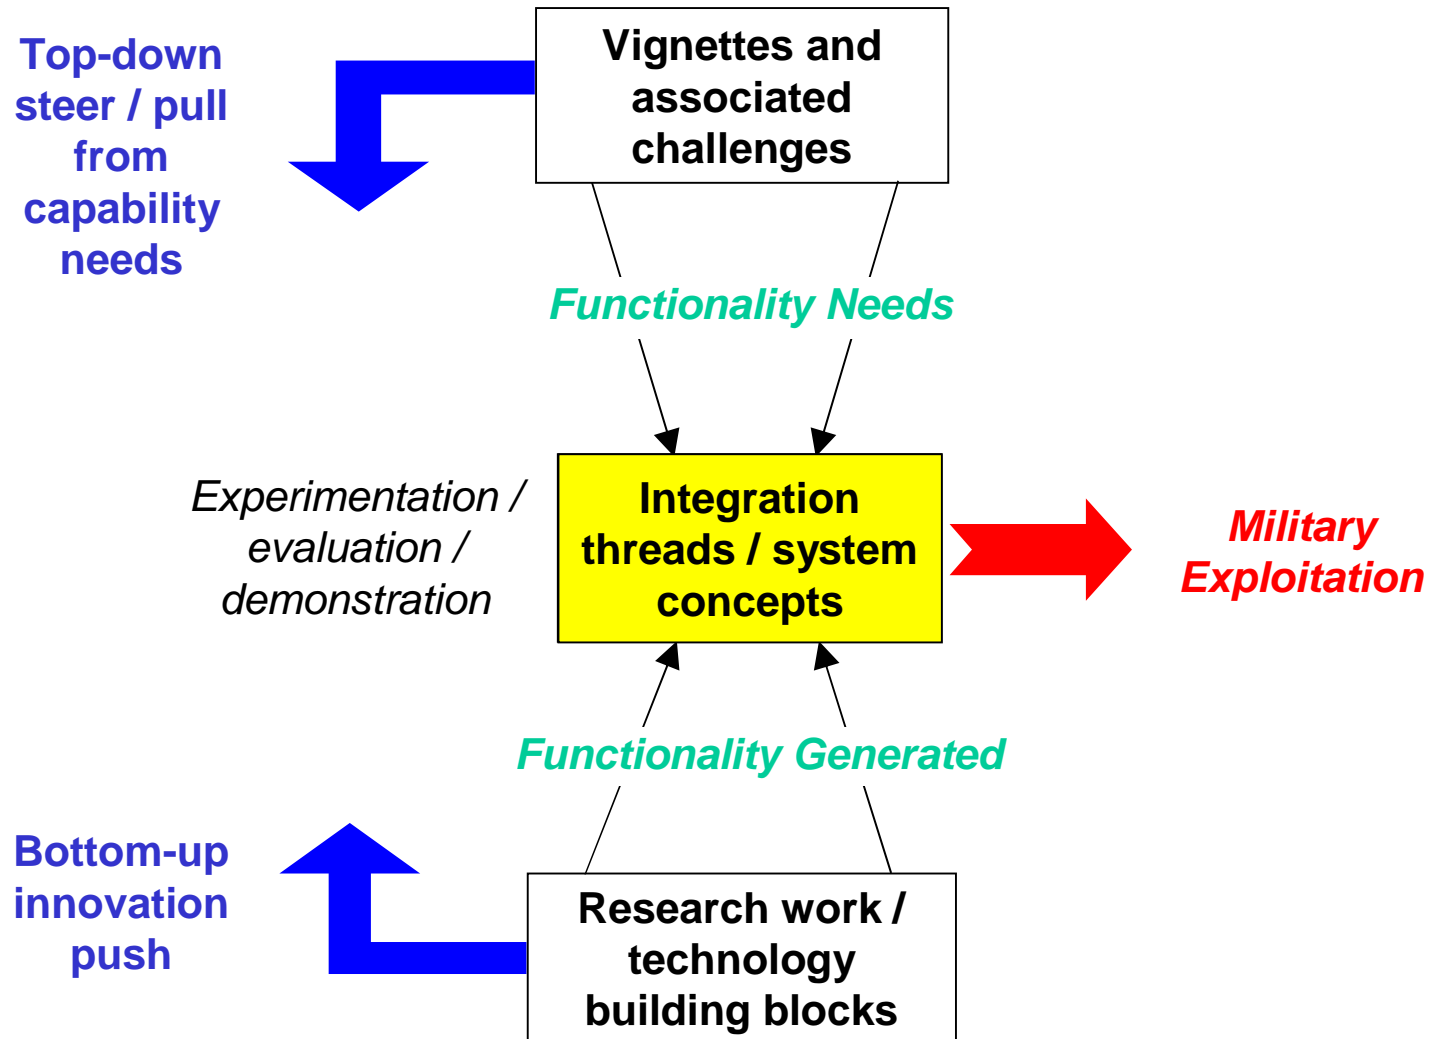 Top-down
steer / pull
from
capability
needs
Vignettes and
associated
challenges
Functionality Needs
Experimentation /
evaluation /
demonstration
Integration
threads / system
concepts
Military
Exploitation
Functionality Generated
Bottom-up
innovation
push
Research work /
technology
building blocks